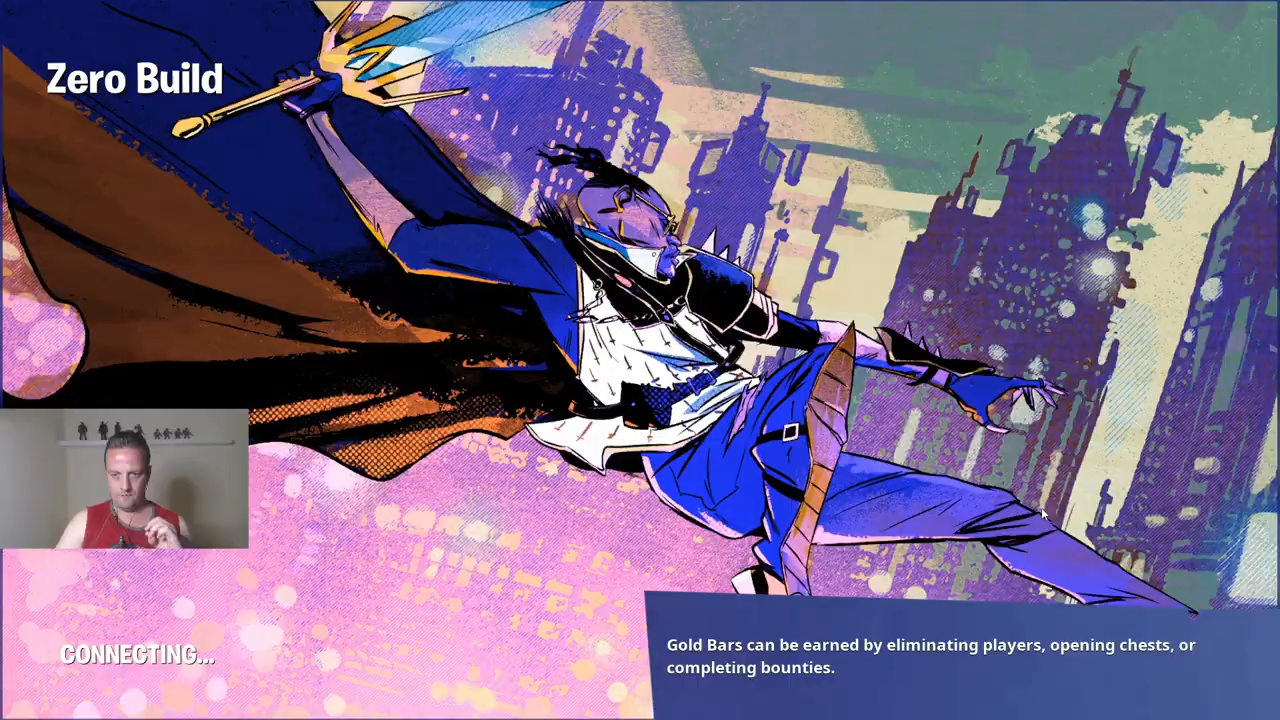 Zero Build
CONNECTING...
Gold Bars can be earned by eliminating players, opening chests, or
completing bounties.